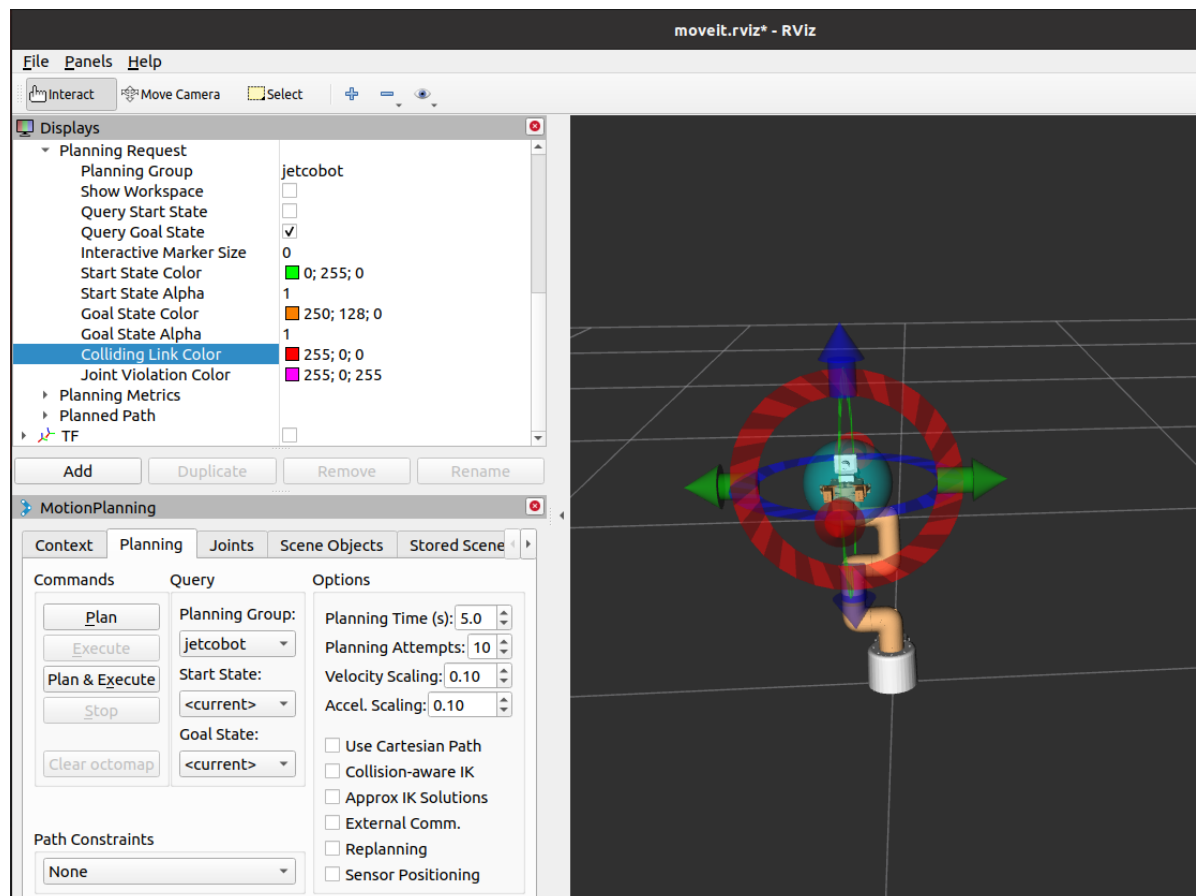 moveit.rviz* - RViz
File Panels Help
Interact Move Camera Select
Displays
Planning Request
Planning Group jetcobot
Show Workspace
Query Start State
Query Goal State
Interactive Marker Size 0
Start State Color 0; 255; 0
Start State Alpha 1
Goal State Color 250; 128; 0
Goal State Alpha 1
Colliding Link Color 255; 0; 0
Joint Violation Color 255; 0; 255
Planning Metrics
Planned Path
TF
Add Duplicate Remove Rename
MotionPlanning
Context Planning Joints Scene Objects Stored Scene
Commands Query Options
Plan
Execute
Plan & Execute
Stop
Clear octomap
Planning Group:
jetcobot
Start State:
<current>
Goal State:
<current>
Planning Time (s): 5.0
Planning Attempts: 10
Velocity Scaling: 0.10
Accel. Scaling: 0.10
Use Cartesian Path
Collision-aware IK
Approx IK Solutions
External Comm.
Replanning
Sensor Positioning
Path Constraints
None